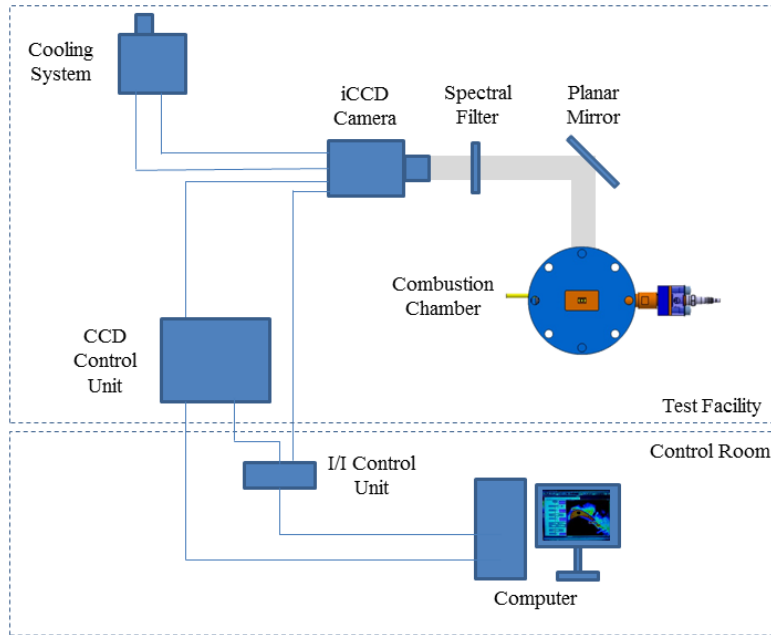 Cooling
System
iCCD
Camera
Spectral
Filter
Planar
Mirror
Combustion
Chamber
CCD
Control
Unit
Test Facility
Control Room
I/I Control
Unit
Computer